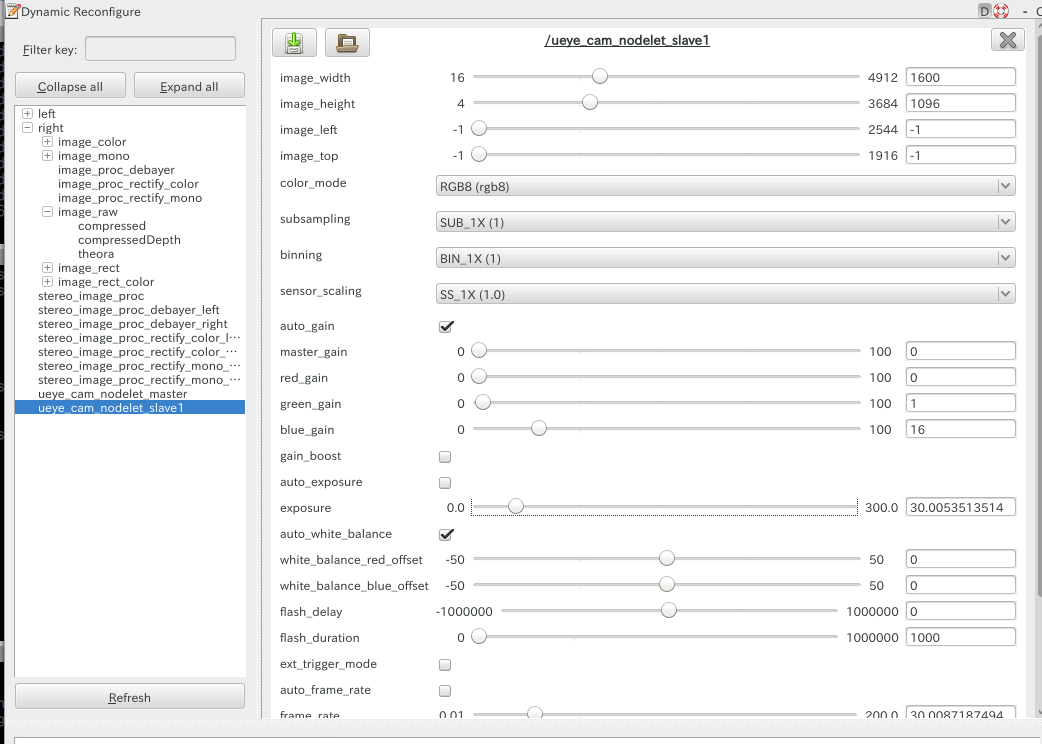 Dynamic Reconfigure
D
Filter key:
Collapse all
Expand all
left
right
image_color
image_mono
image_proc_debayer
image_proc_rectify_color
image_proc_rectify_mono
image_raw
compressed
compressedDepth
theora
image_rect
image_rect_color
stereo_image_proc
stereo_image_proc_debayer_left
stereo_image_proc_debayer_right
stereo_image_proc_rectify_color_l···
stereo_image_proc_rectify_color_···
stereo_image_proc_rectify_mono_···
stereo_image_proc_rectify_mono_···
ueye_cam_nodelet_master
ueye_cam_nodelet_slave1
Refresh
/ueye_cam_nodelet_slave1
image_width 16 4912 1600
image_height 4 3684 1096
image_left -1 2544 -1
image_top -1 1916 -1
color_mode RGB8 (rgb8)
subsampling SUB_1X (1)
binning BIN_1X (1)
sensor_scaling SS_1X (1.0)
auto_gain
master_gain 0 100 0
red_gain 0 100 0
green_gain 0 100 1
blue_gain 0 100 16
gain_boost
auto_exposure
exposure 0.0 300.0 30.0053513514
auto_white_balance
white_balance_red_offset -50 50 0
white_balance_blue_offset -50 50 0
flash_delay -1000000 1000000 0
flash_duration 0 1000000 1000
ext_trigger_mode
auto_frame_rate
frame_rate 0.01 200.0 30.0087187494